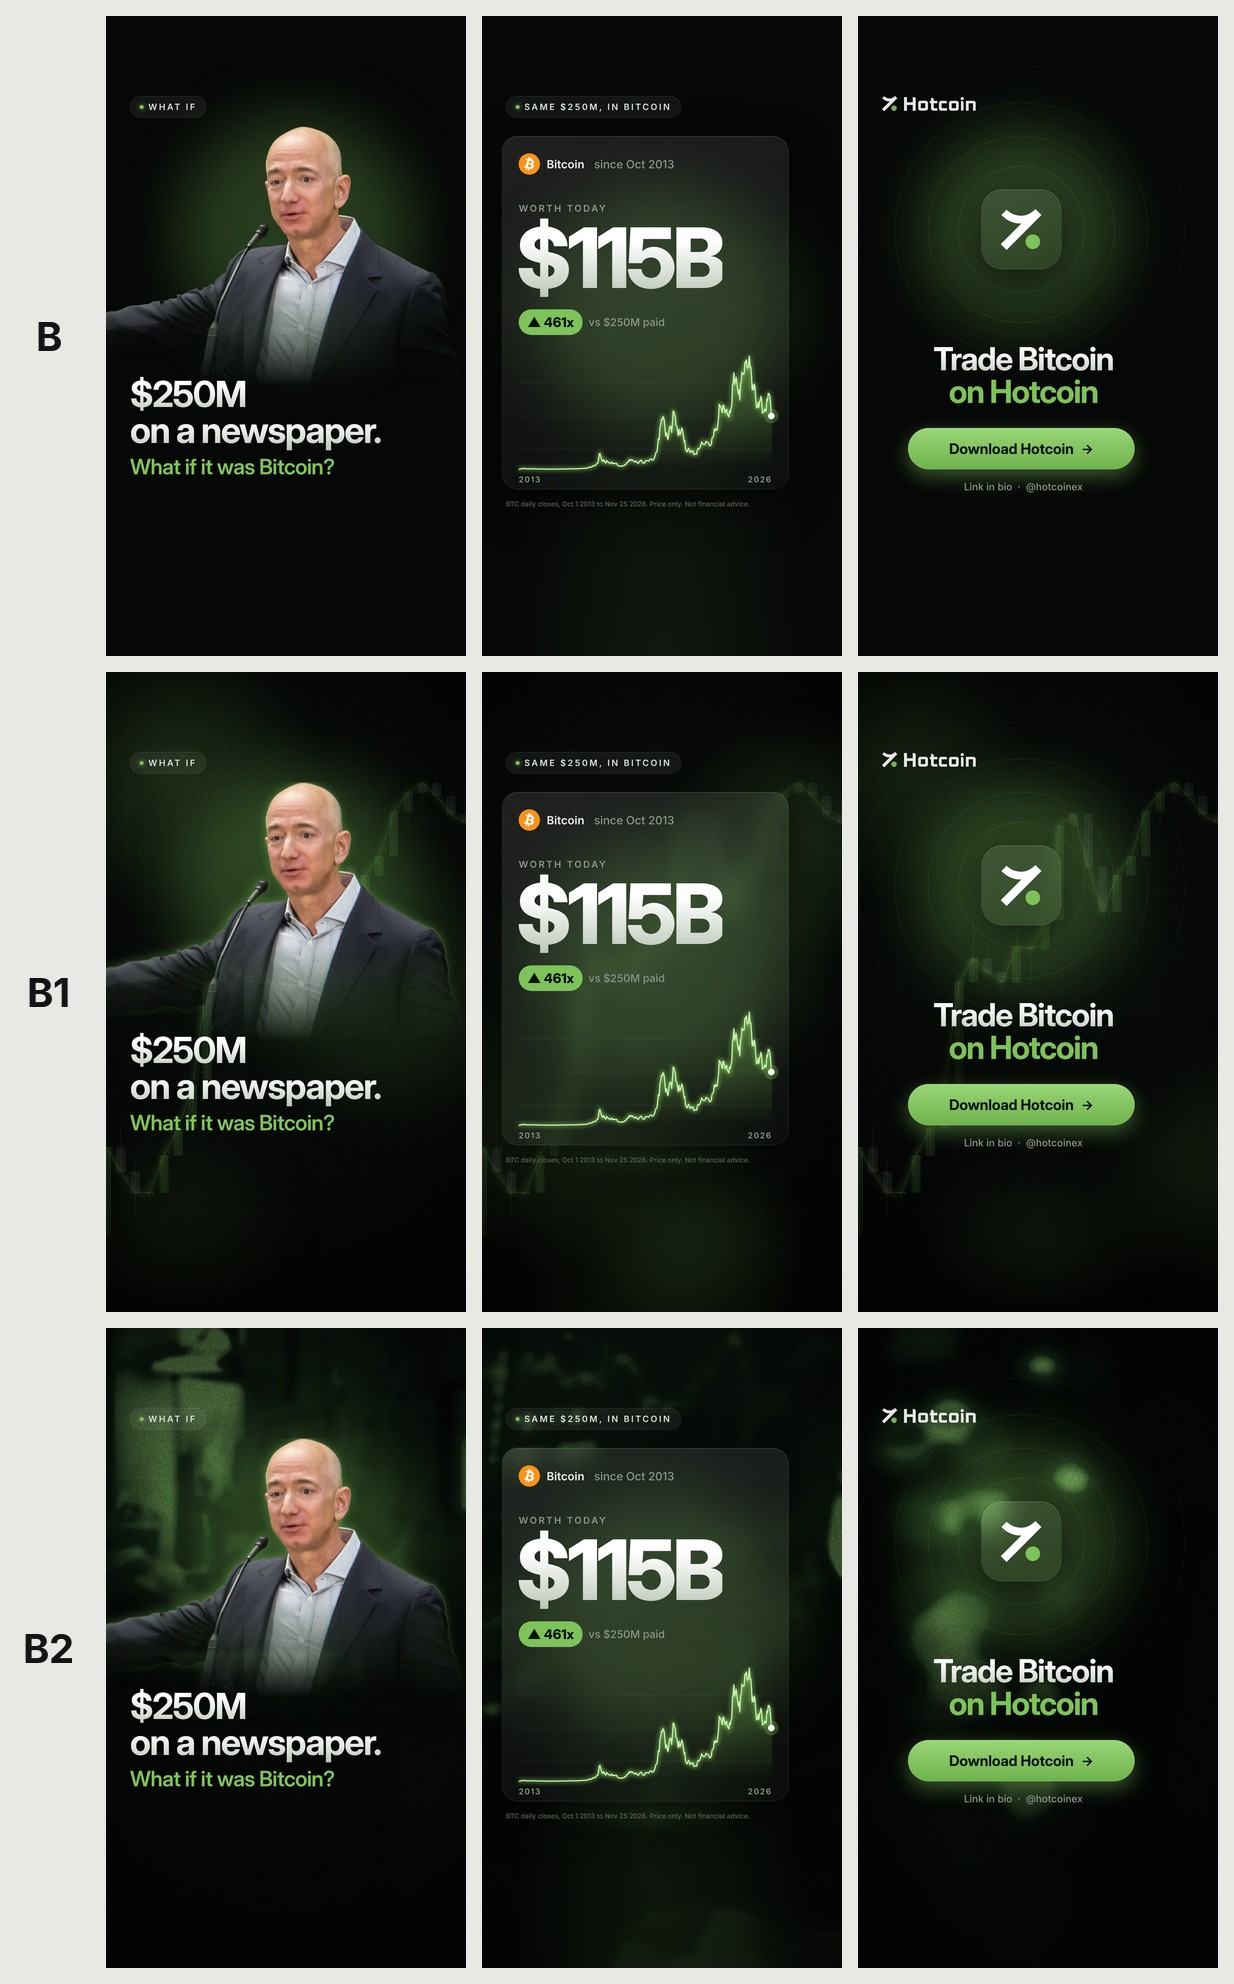 B
WHAT IF
$250M
on a newspaper.
What if it was Bitcoin?
SAME $250M, IN BITCOIN
Bitcoin since Oct 2013
WORTH TODAY
$115B
▲ 461x vs $250M paid
2013 2026
BTC daily closes, Oct 1 2013 to Nov 25 2026. Price only. Not financial advice.
Hotcoin
Trade Bitcoin
on Hotcoin
Download Hotcoin →
Link in bio · @hotcoinex
B1
WHAT IF
$250M
on a newspaper.
What if it was Bitcoin?
SAME $250M, IN BITCOIN
Bitcoin since Oct 2013
WORTH TODAY
$115B
▲ 461x vs $250M paid
2013 2026
BTC daily closes, Oct 1 2013 to Nov 25 2026. Price only. Not financial advice.
Hotcoin
Trade Bitcoin
on Hotcoin
Download Hotcoin →
Link in bio · @hotcoinex
B2
WHAT IF
$250M
on a newspaper.
What if it was Bitcoin?
SAME $250M, IN BITCOIN
Bitcoin since Oct 2013
WORTH TODAY
$115B
▲ 461x vs $250M paid
2013 2026
BTC daily closes, Oct 1 2013 to Nov 25 2026. Price only. Not financial advice.
Hotcoin
Trade Bitcoin
on Hotcoin
Download Hotcoin →
Link in bio · @hotcoinex